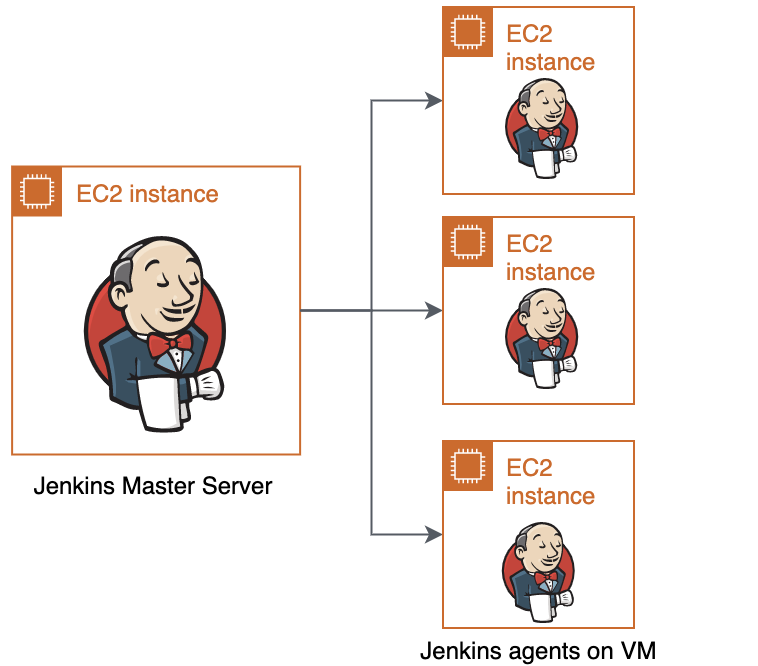 EC2 instance
Jenkins Master Server
EC2
instance
EC2
instance
EC2
instance
Jenkins agents on VM